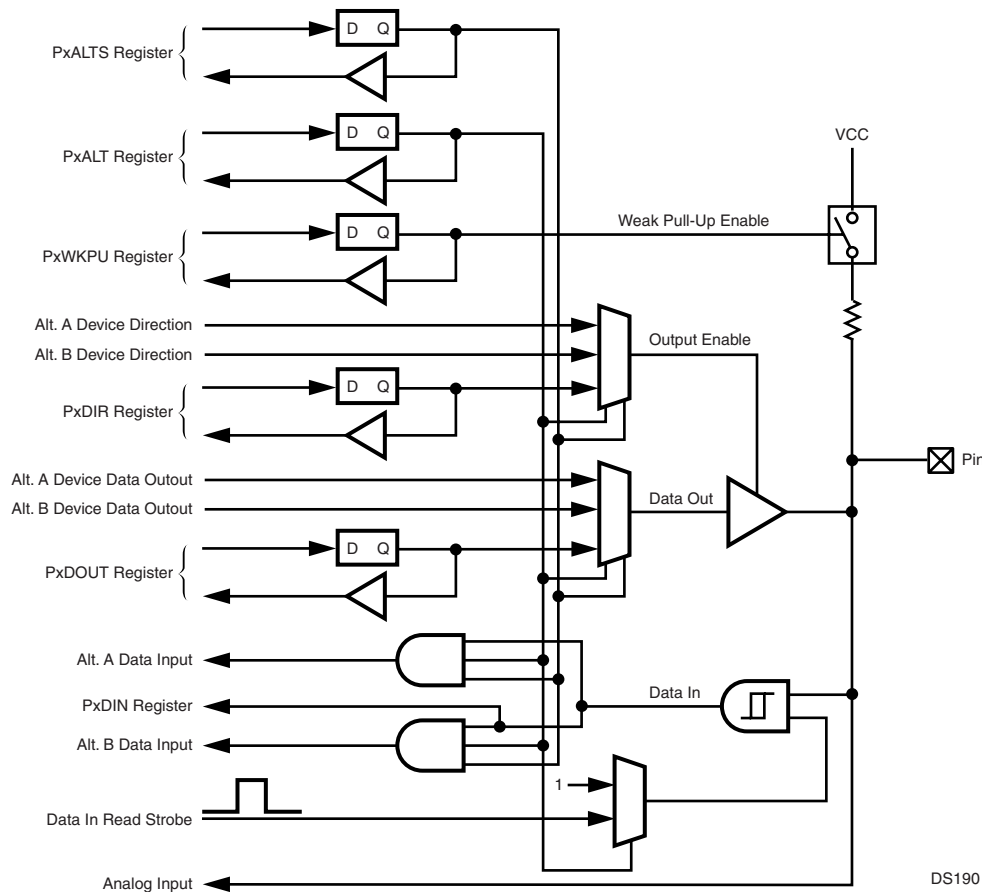 D Q
PxALTS Register
D Q
PxALT Register
VCC
D Q
Weak Pull-Up Enable
PxWKPU Register
Alt. A Device Direction
Output Enable
Alt. B Device Direction
D Q
PxDIR Register
Pin
Alt. A Device Data Outout
Data Out
Alt. B Device Data Outout
D Q
PxDOUT Register
Alt. A Data Input
Data In
PxDIN Register
Alt. B Data Input
1
Data In Read Strobe
Analog Input
DS190